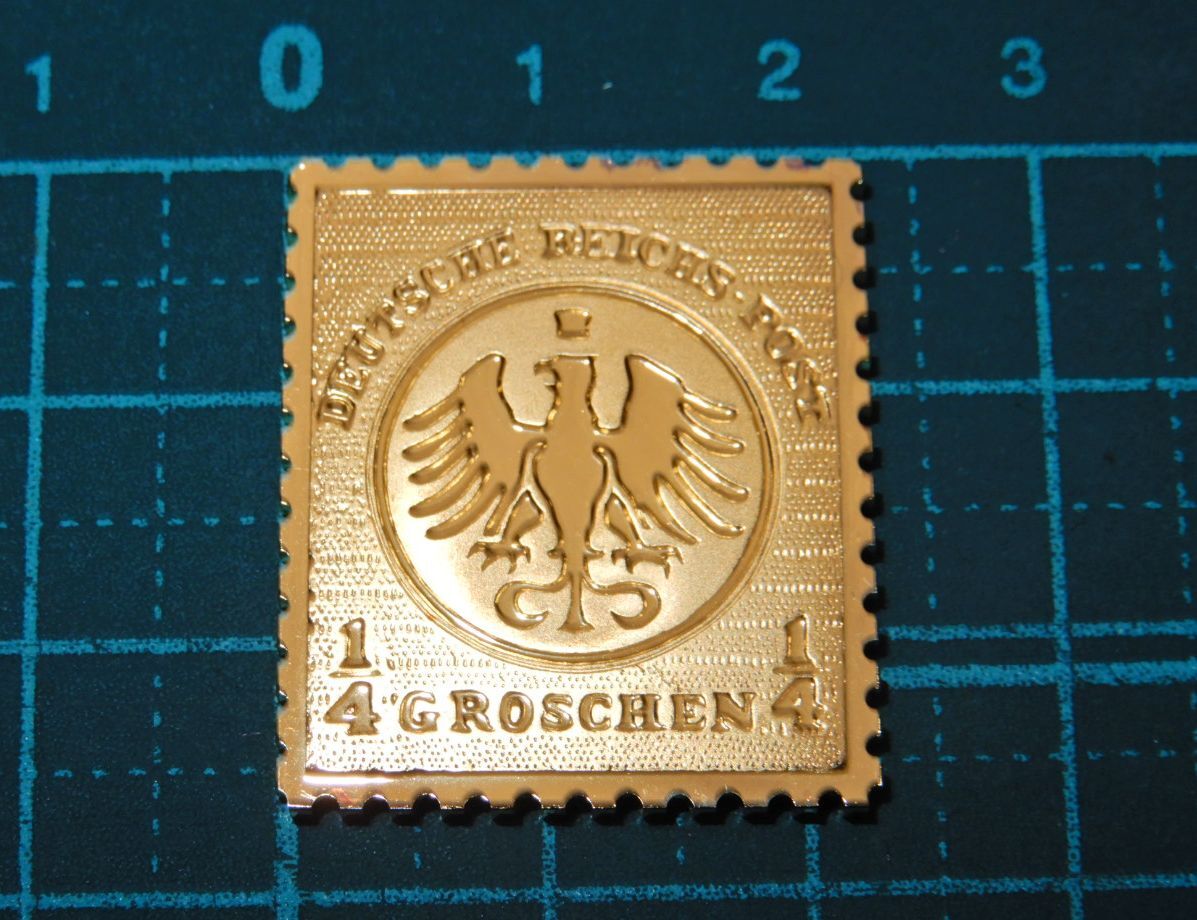 1 0 1 2 3
DEUTSCHE REICHS-POST
1/4 GROSCHEN 1/4